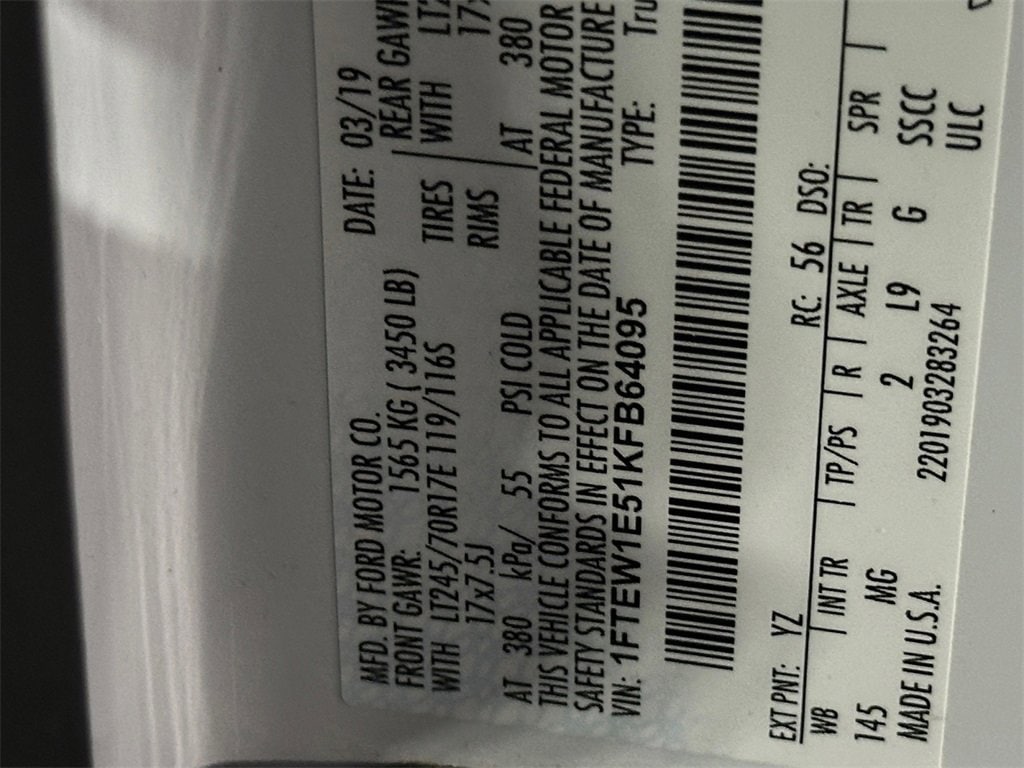 MFD. BY FORD MOTOR CO.
DATE: 03/19
FRONT GAWR: 1565 KG ( 3450 LB)
REAR GAWR
WITH LT245/70R17E 119/116S
TIRES WITH
17x7.5J
RIMS
AT 380 kPa/ 55 PSI COLD
AT 380
THIS VEHICLE CONFORMS TO ALL APPLICABLE FEDERAL MOTOR
SAFETY STANDARDS IN EFFECT ON THE DATE OF MANUFACTURE
VIN: 1FTEW1E51KFB64095
TYPE:
EXT PNT: YZ
RC: 56 DSO:
WB | INT TR | TP/PS | R | AXLE | TR | SPR |
145 MG 2 L9 G SSCC
MADE IN U.S.A.
2201903283264
ULC